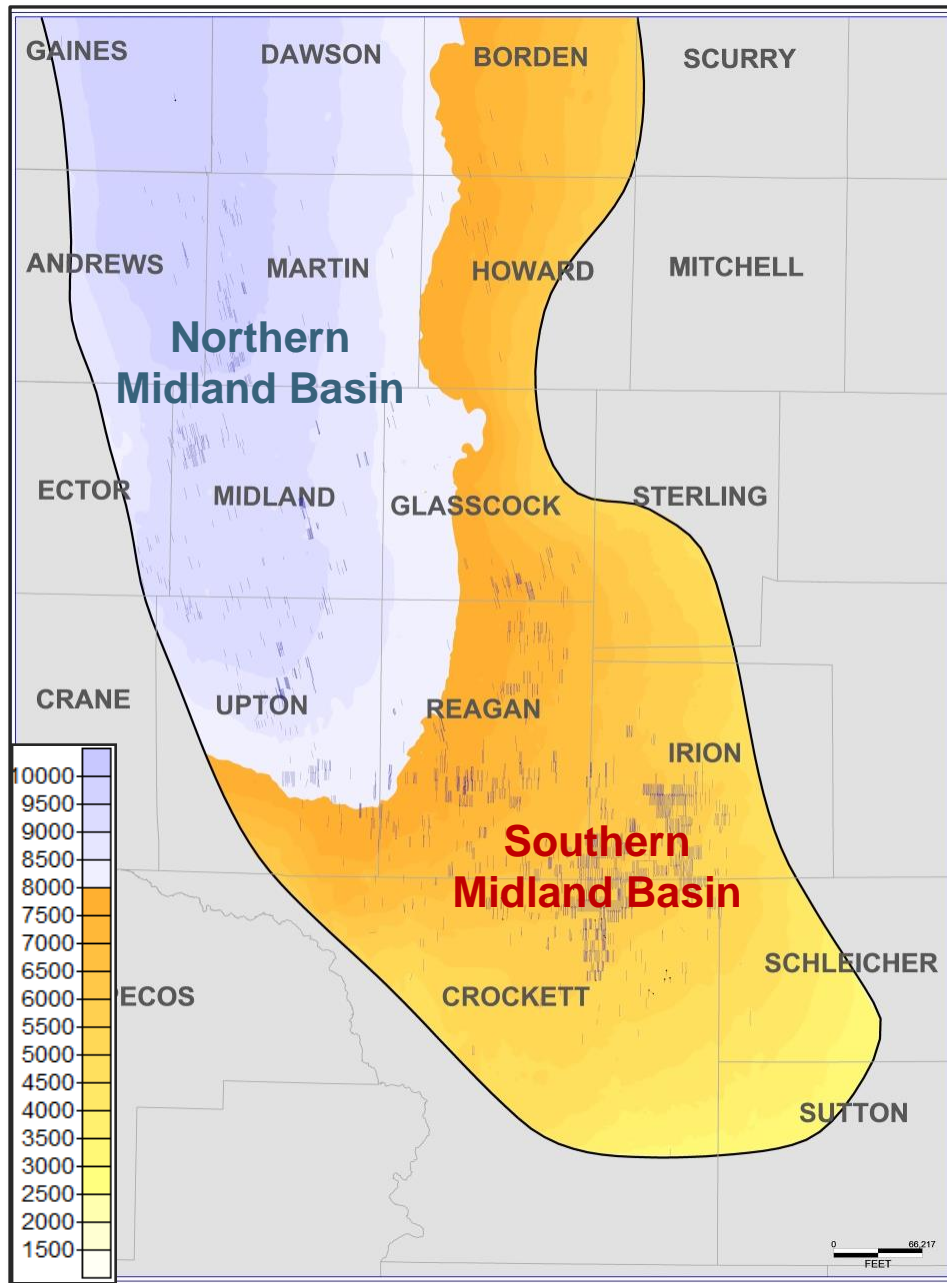 GAINES
DAWSON
BORDEN
SCURRY
ANDREWS
MARTIN
HOWARD
MITCHELL
Northern
Midland Basin
ECTOR
MIDLAND
GLASSCOCK
STERLING
CRANE
UPTON
REAGAN
IRION
Southern
Midland Basin
PECOS
CROCKETT
SCHLEICHER
SUTTON
10000
9500
9000
8500
8000
7500
7000
6500
6000
5500
5000
4500
4000
3500
3000
2500
2000
1500
0 66,217
FEET